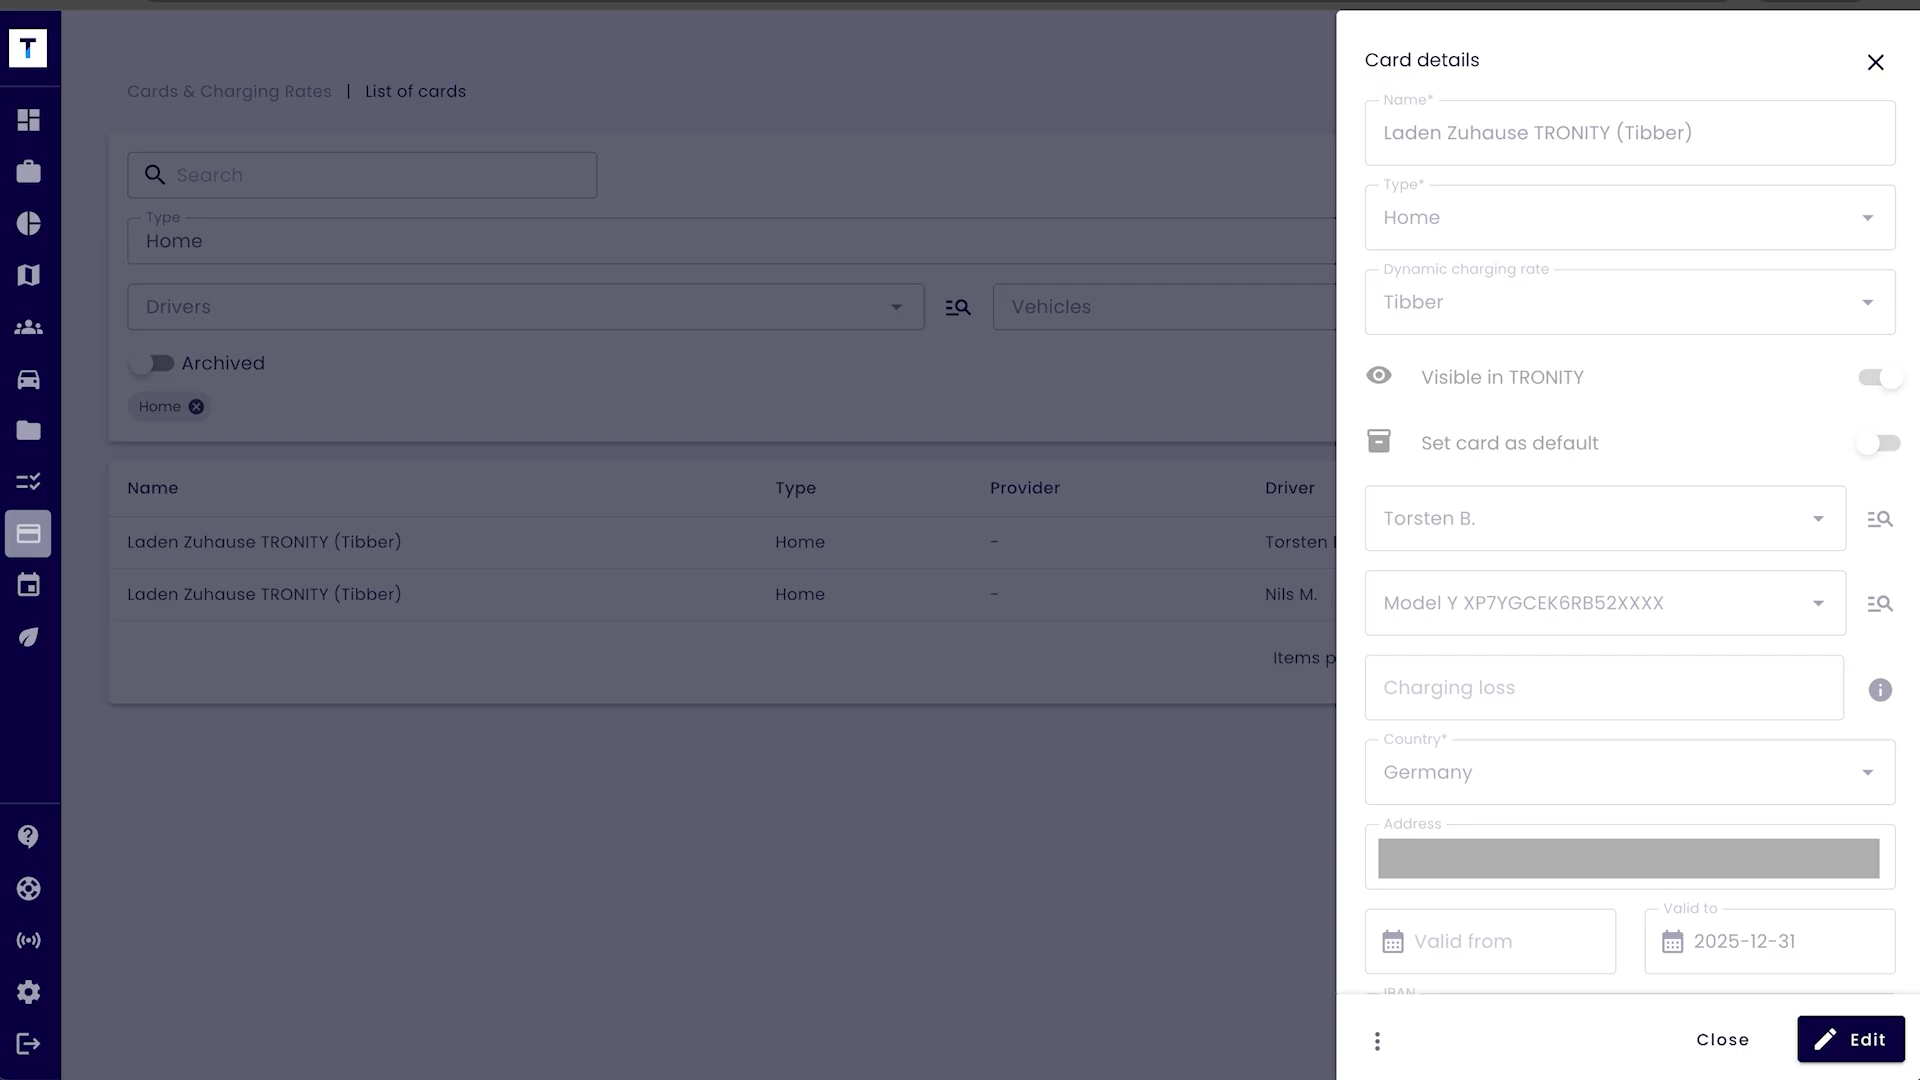 T
Cards & Charging Rates | List of cards
Search
Type
Home
Drivers
Vehicles
Archived
Home
Name Type Provider Driver
Laden Zuhause TRONITY (Tibber) Home - Torsten
Laden Zuhause TRONITY (Tibber) Home - Nils M.
Items p
Card details
Name*
Laden Zuhause TRONITY (Tibber)
Type*
Home
Dynamic charging rate
Tibber
Visible in TRONITY
Set card as default
Torsten B.
Model Y XP7YGCEK6RB52XXXX
Charging loss
Country*
Germany
Address
Valid from
Valid to
2025-12-31
IBAN
Close
Edit